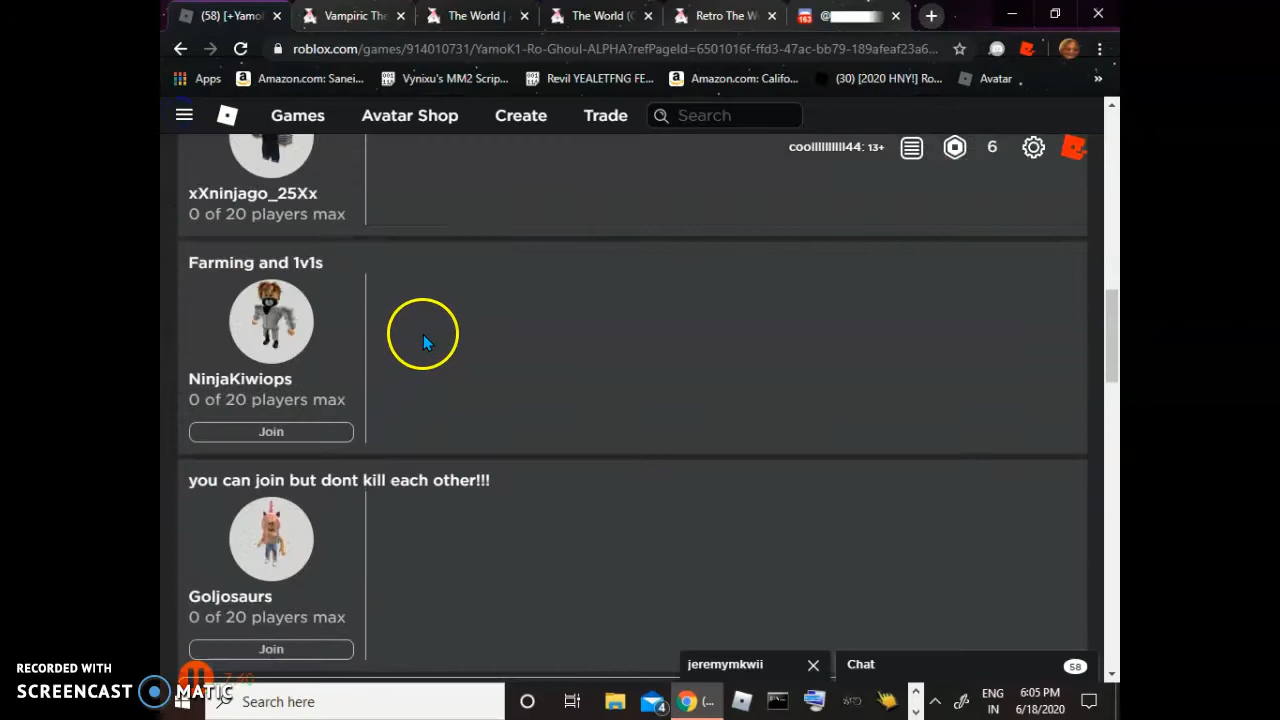 (58) [+Yamol
Vampiric The
The World |
The World (
Retro The W
163 @
roblox.com/games/914010731/YamoK1-Ro-Ghoul-ALPHA?refPageId=6501016f-ffd3-47ac-bb79-189afeaf23a6...
Apps
Amazon.com: Sanei...
Vynixu's MM2 Scrip...
Revil YEALETFNG FE...
Amazon.com: Califo...
(30) [2020 HNY!] Ro...
Avatar
»
Games
Avatar Shop
Create
Trade
Search
coolllllllll44: 13+
6
xXninjago_25Xx
0 of 20 players max
Farming and 1v1s
NinjaKiwiops
0 of 20 players max
Join
you can join but dont kill each other!!!
Goljosaurs
0 of 20 players max
Join
jeremymkwii
Chat
58
RECORDED WITH
SCREENCAST MATIC
Search here
4
(...
ENG
IN
6:05 PM
6/18/2020